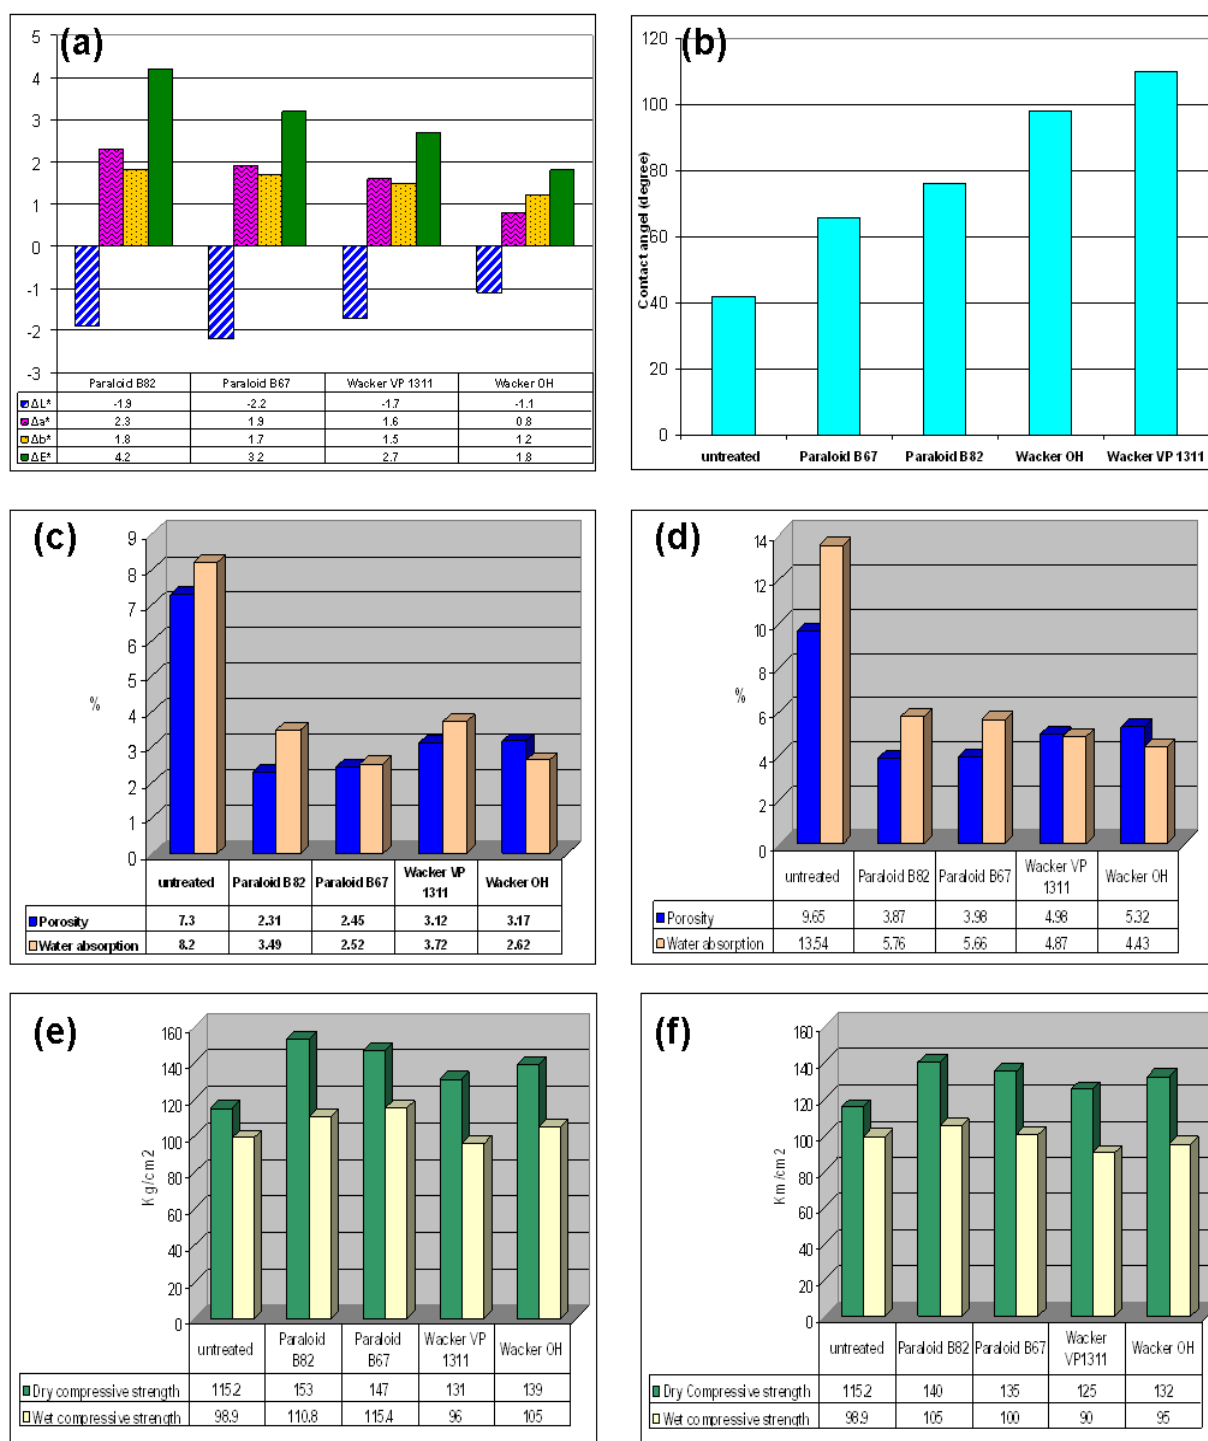 (a)
5
4
3
2
1
0
-1
-2
-3
Paraloid B82 Paraloid B67 Wacker VP 1311 Wacker OH
ΔL* -1.9 -2.2 -1.7 -1.1
Δa* 2.3 1.9 1.6 0.8
Δb* 1.8 1.7 1.5 1.2
ΔE* 4.2 3.2 2.7 1.8
(b)
120
100
80
60
40
20
0
Contact angel (degree)
untreated Paraloid B67 Paraloid B82 Wacker OH Wacker VP 1311
(c)
9
8
7
6
5
4
3
2
1
0
%
untreated Paraloid B82 Paraloid B67 Wacker VP Wacker OH
1311
Porosity 7.3 2.31 2.45 3.12 3.17
Water absorption 8.2 3.49 2.52 3.72 2.62
(d)
14
12
10
8
6
4
2
0
%
untreated Paraloid B82 Paraloid B67 Wacker VP Wacker OH
1311
Porosity 9.65 3.87 3.98 4.98 5.32
Water absorption 13.54 5.76 5.66 4.87 4.43
(e)
160
140
120
100
80
60
40
20
0
Kg/cm2
untreated Paraloid Paraloid Wacker VP Wacker OH
B82 B67 1311
Dry compressive strength 115.2 153 147 131 139
Wet compressive strength 98.9 110.8 115.4 96 105
(f)
160
140
120
100
80
60
40
20
0
Km/cm2
untreated Paraloid B82 Paraloid B67 Wacker Wacker OH
VP1311
Dry Compressive strength 115.2 140 135 125 132
Wet compressive strength 98.9 105 100 90 95